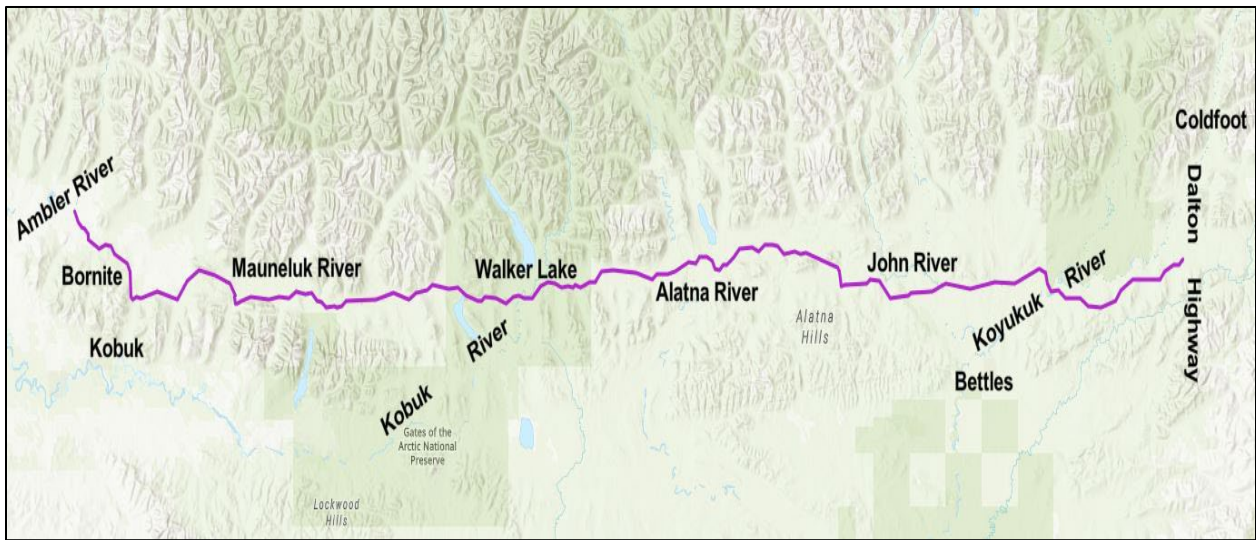 Coldfoot
Ambler River
Dalton Highway
Bornite
Mauneluk River
Walker Lake
Alatna River
John River
Koyukuk River
Kobuk
Alatna
Hills
Bettles
Kobuk River
Gates of the
Arctic National
Preserve
Lockwood
Hills